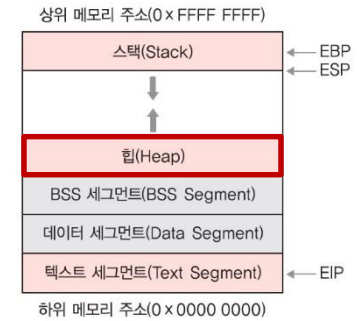 상위 메모리 주소(0×FFFF FFFF)
스택(Stack)
EBP
ESP
힙(Heap)
BSS 세그먼트(BSS Segment)
데이터 세그먼트(Data Segment)
텍스트 세그먼트(Text Segment)
EIP
하위 메모리 주소(0×0000 0000)